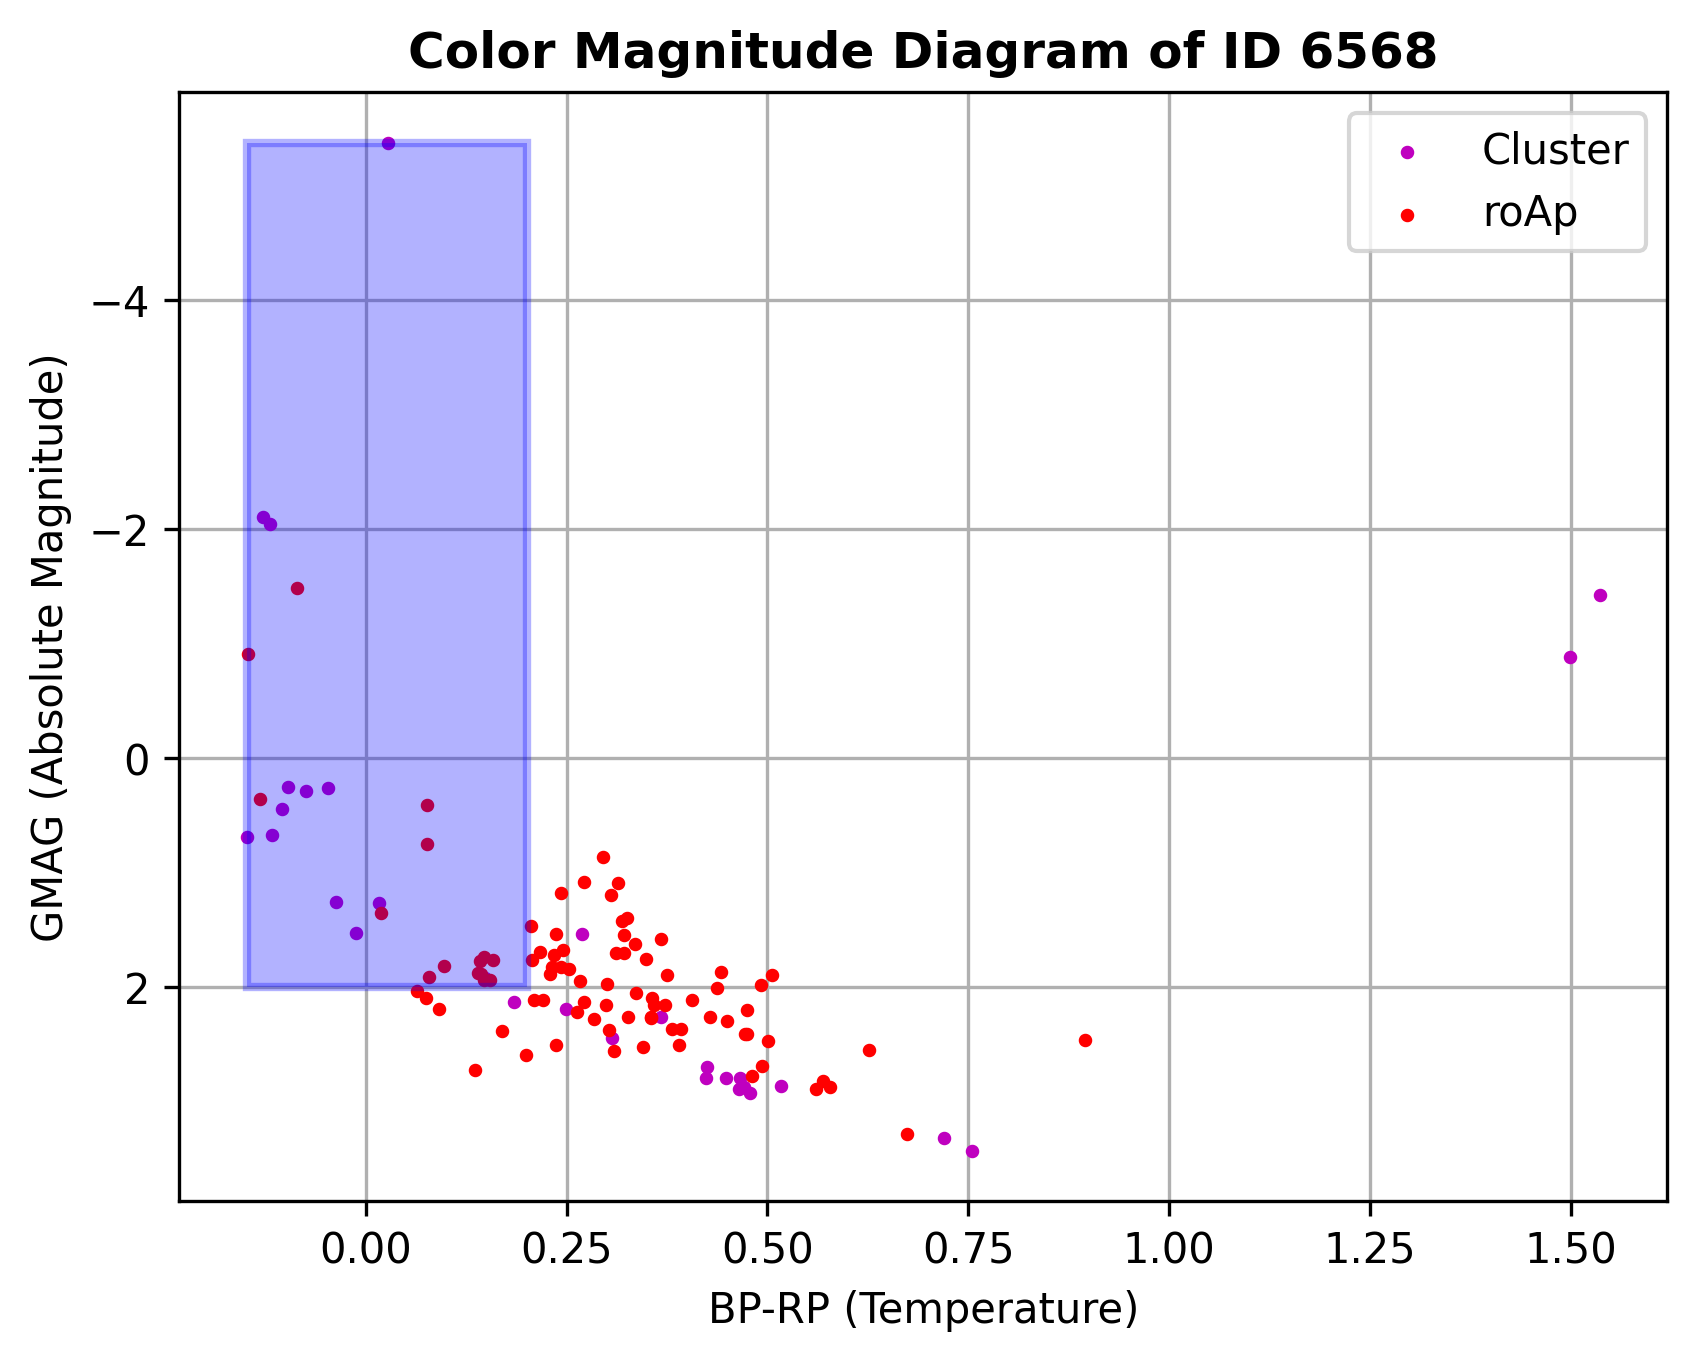 Color Magnitude Diagram of ID 6568
Cluster
roAp
−4
−2
0
2
GMAG (Absolute Magnitude)
0.00 0.25 0.50 0.75 1.00 1.25 1.50
BP-RP (Temperature)